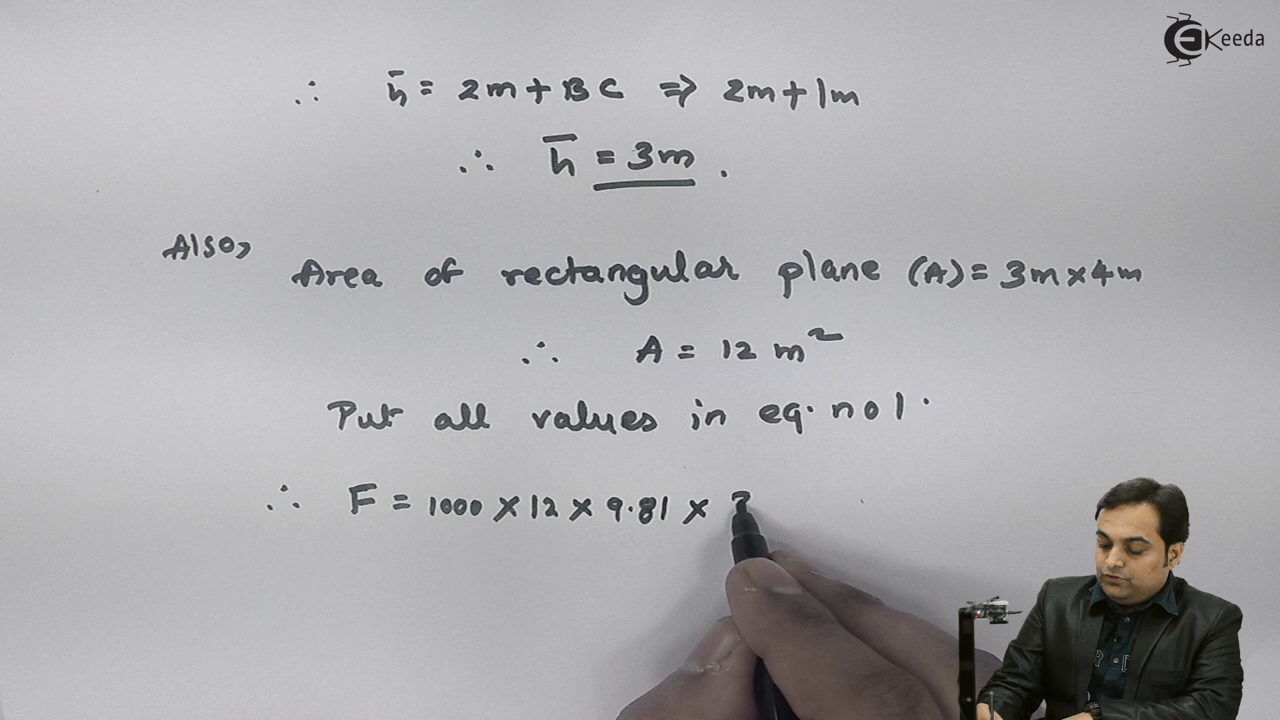 Keeda
∴ h̄ = 2m + BC ⇒ 2m + 1m
∴ h̄ = 3m .
Also,
Area of rectangular plane (A) = 3m × 4m
∴ A = 12 m²
Put all values in eq. no 1.
∴ F = 1000 × 12 × 9.81 ×